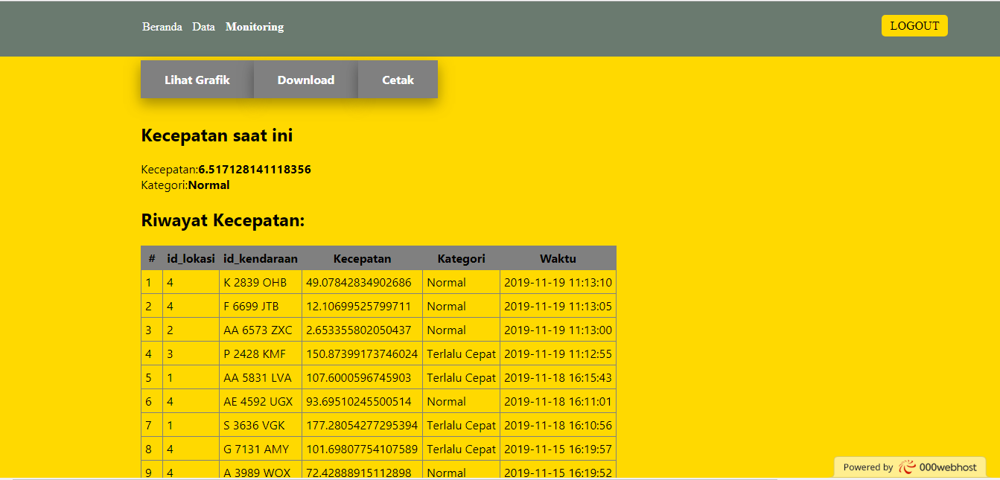 Beranda Data Monitoring LOGOUT
Lihat Grafik Download Cetak
Kecepatan saat ini
Kecepatan:6.517128141118356
Kategori:Normal
Riwayat Kecepatan:
# id_lokasi id_kendaraan Kecepatan Kategori Waktu
1 4 K 2839 OHB 49.07842834902686 Normal 2019-11-19 11:13:10
2 4 F 6699 JTB 12.10699525799711 Normal 2019-11-19 11:13:05
3 2 AA 6573 ZXC 2.653355802050437 Normal 2019-11-19 11:13:00
4 3 P 2428 KMF 150.87399173746024 Terlalu Cepat 2019-11-19 11:12:55
5 1 AA 5831 LVA 107.6000596745903 Terlalu Cepat 2019-11-18 16:15:43
6 4 AE 4592 UGX 93.69510245500514 Normal 2019-11-18 16:11:01
7 1 S 3636 VGK 177.28054277295394 Terlalu Cepat 2019-11-18 16:10:56
8 4 G 7131 AMY 101.69807754107589 Terlalu Cepat 2019-11-15 16:19:57
9 4 A 3989 WOX 72.42888915112898 Normal 2019-11-15 16:19:52
Powered by 000webhost